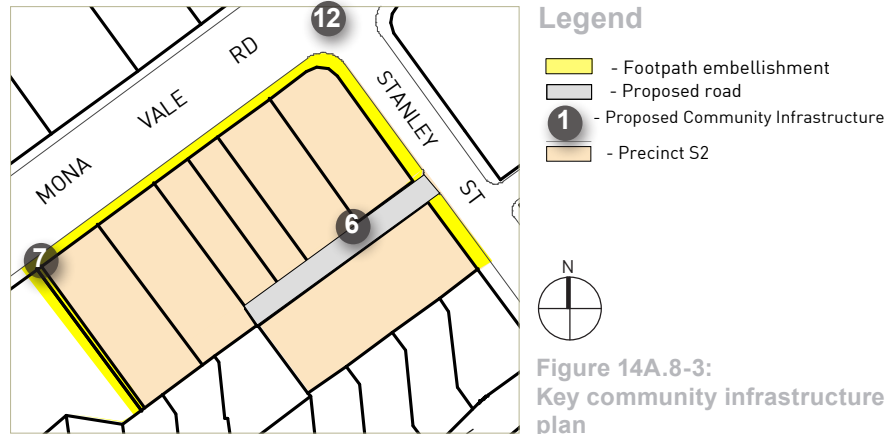 12
MONA VALE RD
STANLEY ST
6
7
Legend
- Footpath embellishment
- Proposed road
1 - Proposed Community Infrastructure
- Precinct S2
N
Figure 14A.8-3:
Key community infrastructure
plan